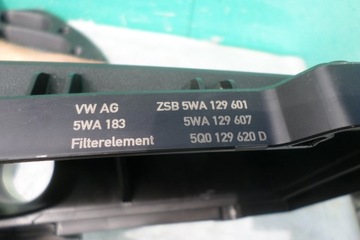 VW AG ZSB 5WA 129 601
5WA 183 5WA 129 607
Filterelement 5Q0 129 620 D